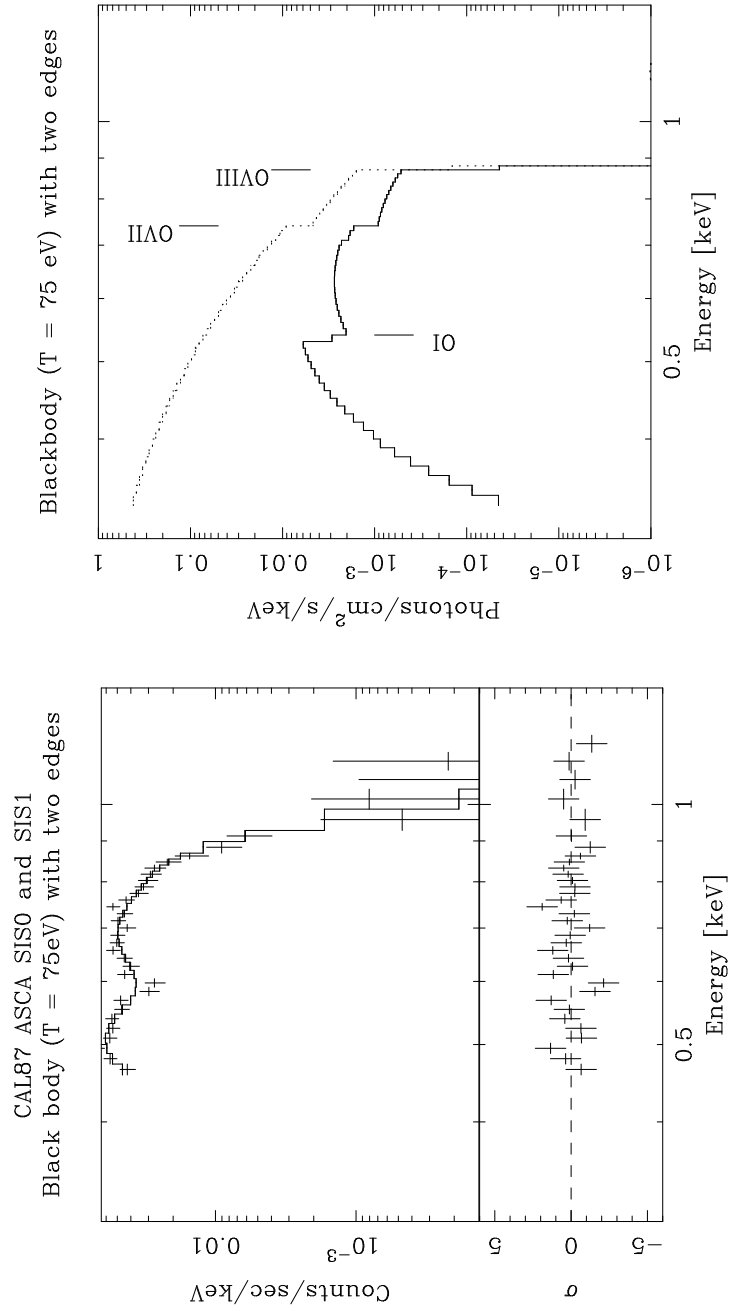 CAL87 ASCA SIS0 and SIS1
Black body (T = 75eV) with two edges
Counts/sec/keV
0.01
10⁻³
σ
5
0
−5
0.5
1
Energy [keV]
Blackbody (T = 75 eV) with two edges
Photons/cm²/s/keV
1
0.1
0.01
10⁻³
10⁻⁴
10⁻⁵
10⁻⁶
OVII
OVIII
OI
0.5
1
Energy [keV]